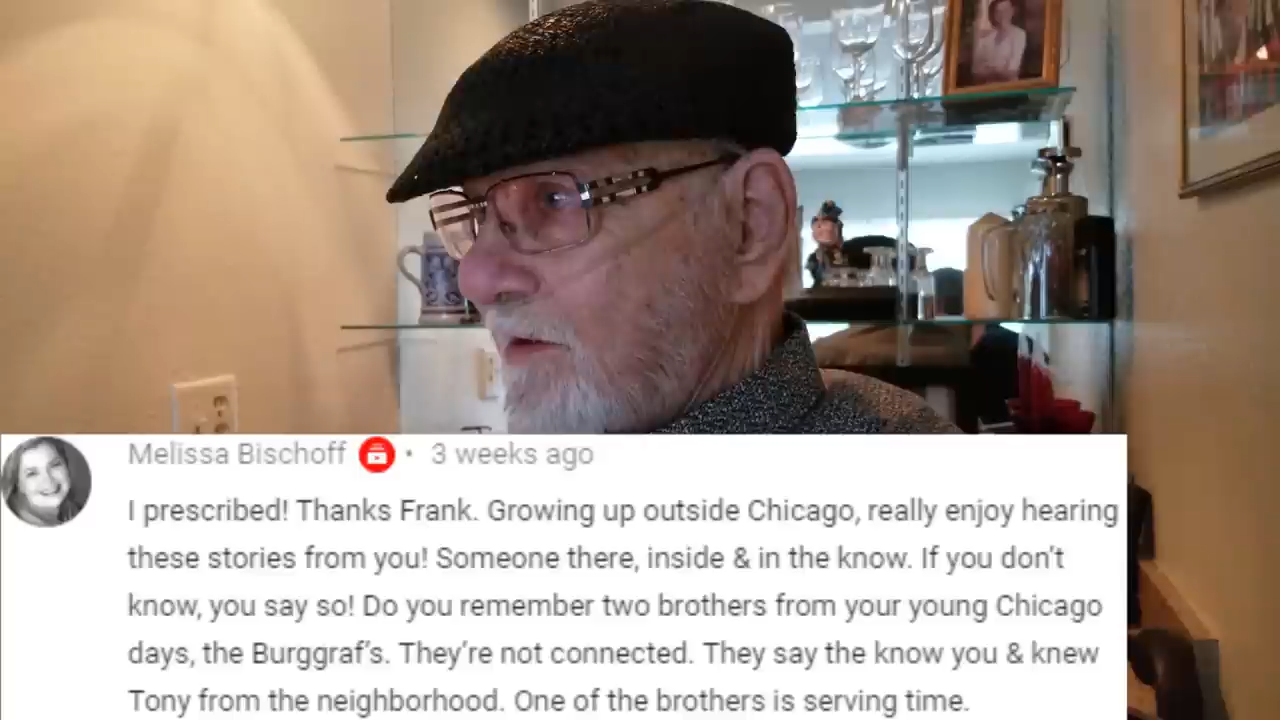 Melissa Bischoff • 3 weeks ago
I prescribed! Thanks Frank. Growing up outside Chicago, really enjoy hearing
these stories from you! Someone there, inside & in the know. If you don't
know, you say so! Do you remember two brothers from your young Chicago
days, the Burggraf's. They're not connected. They say the know you & knew
Tony from the neighborhood. One of the brothers is serving time.